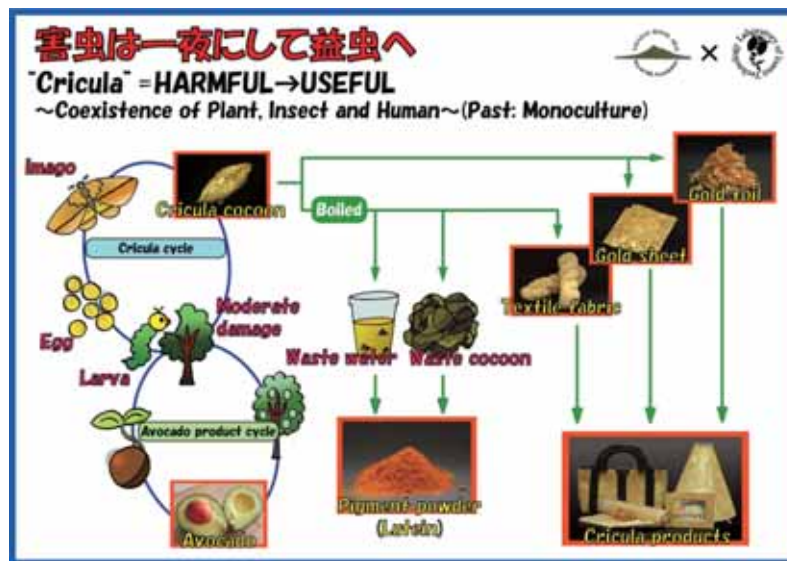 害虫は一夜にして益虫へ
"Cricula" =HARMFUL→USEFUL
～Coexistence of Plant, Insect and Human～(Past: Monoculture)
×
Imago
Cricula cocoon
Boiled
Gold foil
Gold sheet
Cricula cycle
Textile fabric
Egg
Moderate
damage
Larva
Waste water
Waste cocoon
Avocado product cycle
Avocado
Pigment powder
(Lutein)
Cricula products